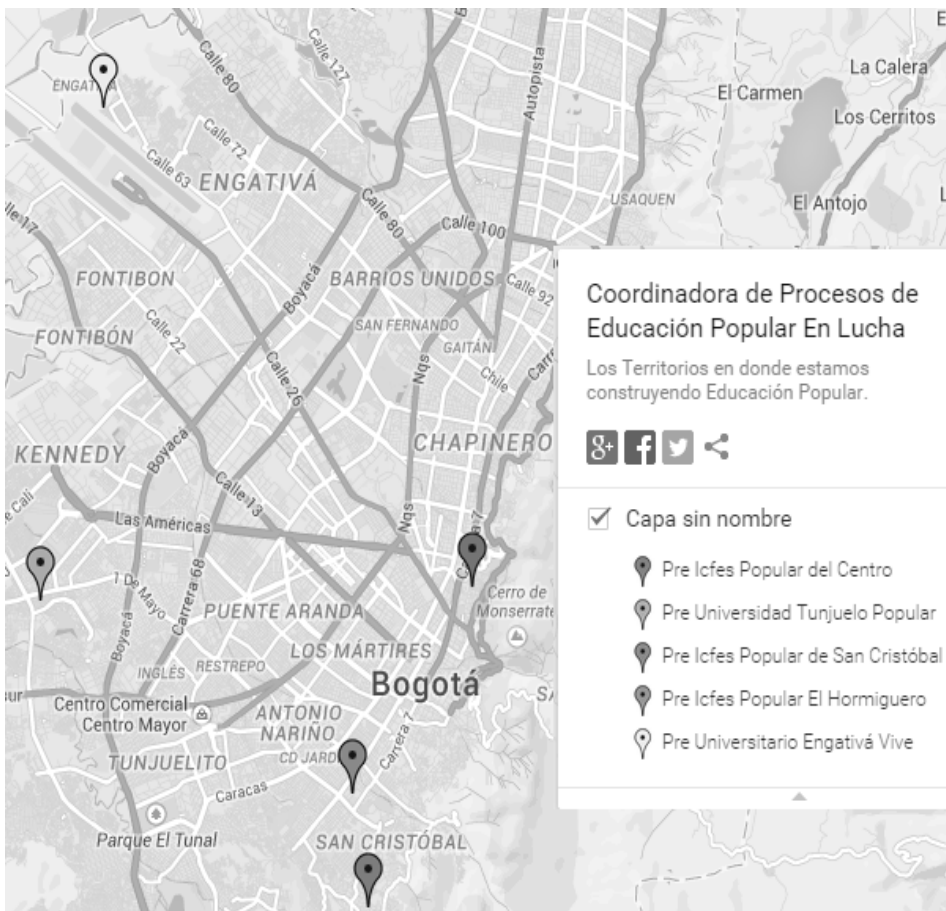 Calle 80
Calle 127
Autopista
La Calera
El Carmen
Los Cerritos
Calle 72
Calle 63
ENGATIVÁ
USAQUEN
El Antojo
Calle 80
Calle 100
FONTIBON
Boyacá
BARRIOS UNIDOS
Calle 92
SAN FERNANDO
GAITÁN
FONTIBÓN
Calle 22
Nqs
Chile
Calle 26
CHAPINERO
KENNEDY
Boyacá
Calle 13
Las Américas
Nqs
1 De Mayo
Carrera 68
Boyacá
PUENTE ARANDA
Cerro de
Monserrate
LOS MÁRTIRES
INGLÉS
RESTREPO
Bogotá
Centro Comercial
Centro Mayor
ANTONIO
NARIÑO
Carrera 7
TUNJUELITO
Caracas
Parque El Tunal
SAN CRISTÓBAL
Coordinadora de Procesos de
Educación Popular En Lucha
Los Territorios en donde estamos
construyendo Educación Popular.
Capa sin nombre
Pre Icfes Popular del Centro
Pre Universidad Tunjuelo Popular
Pre Icfes Popular de San Cristóbal
Pre Icfes Popular El Hormiguero
Pre Universitario Engativá Vive